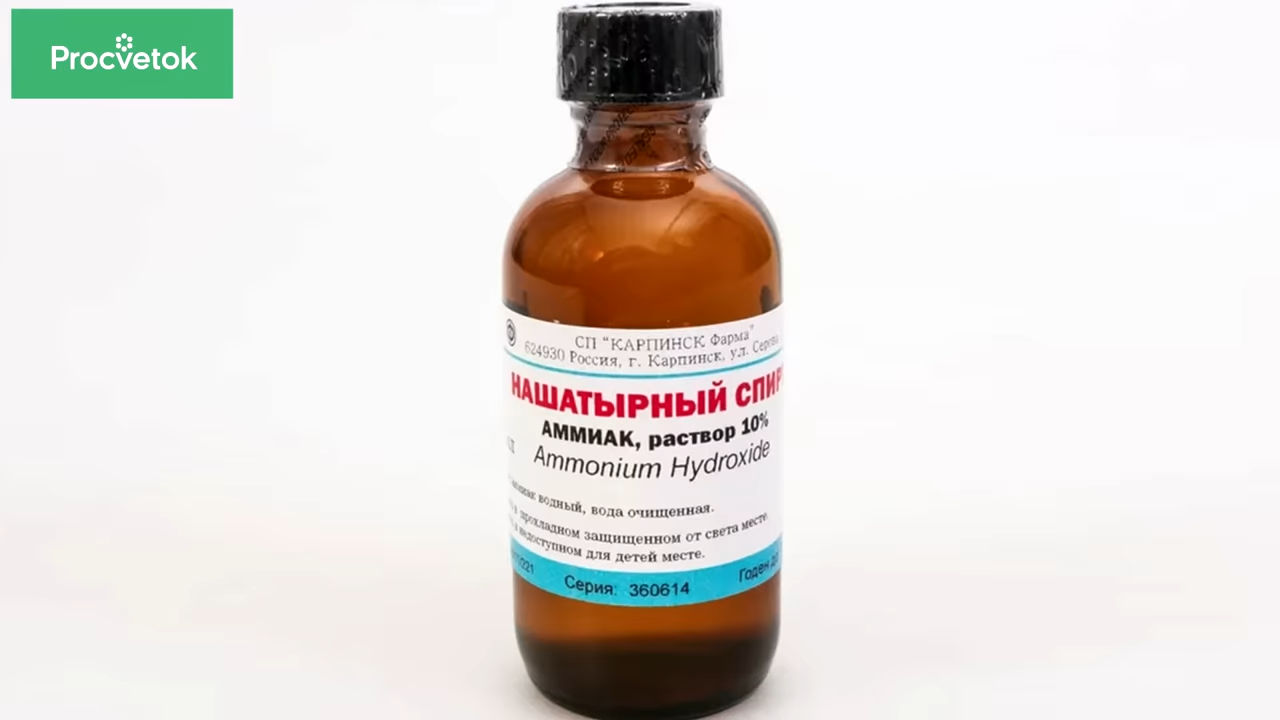 Procvetok
СП "КАРПИНСК Фарма"
624930 Россия, г. Карпинск, ул. Серова
НАШАТЫРНЫЙ
АММИАК, раствор 10%
Ammonium Hydroxide
водный, вода очищенная.
прохладном защищенном от света месте.
недоступном для детей месте.
Серия: 360614
Годен